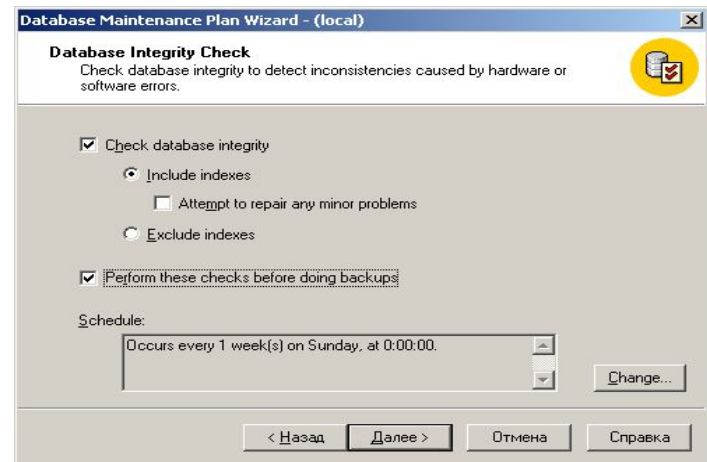 Database Maintenance Plan Wizard - (local)
Database Integrity Check
Check database integrity to detect inconsistencies caused by hardware or
software errors.
Check database integrity
Include indexes
Attempt to repair any minor problems
Exclude indexes
Perform these checks before doing backups
Schedule:
Occurs every 1 week(s) on Sunday, at 0:00:00.
Change...
< Назад Далее > Отмена Справка